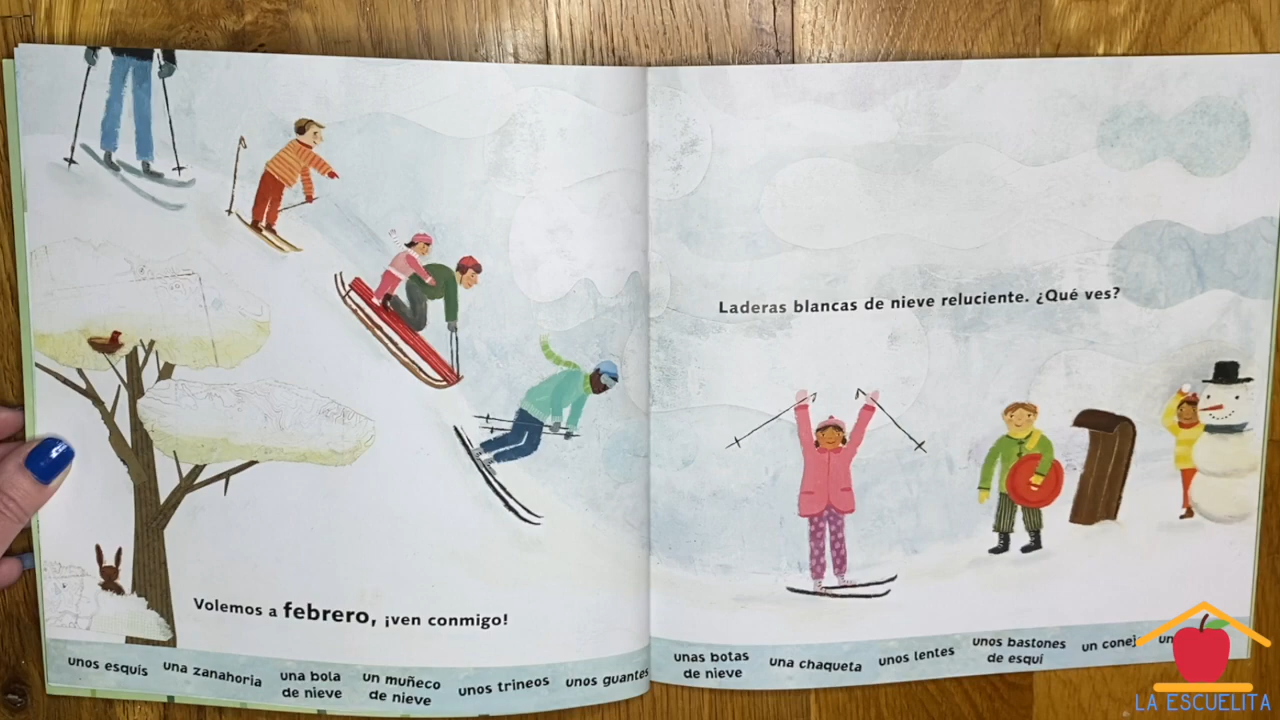 Volemos a febrero, ¡ven conmigo!
unos esquís una zanahoria una bola de nieve un muñeco de nieve unos trineos unos guantes
Laderas blancas de nieve reluciente. ¿Qué ves?
unas botas de nieve una chaqueta unos lentes unos bastones de esquí un
LA ESCUELITA